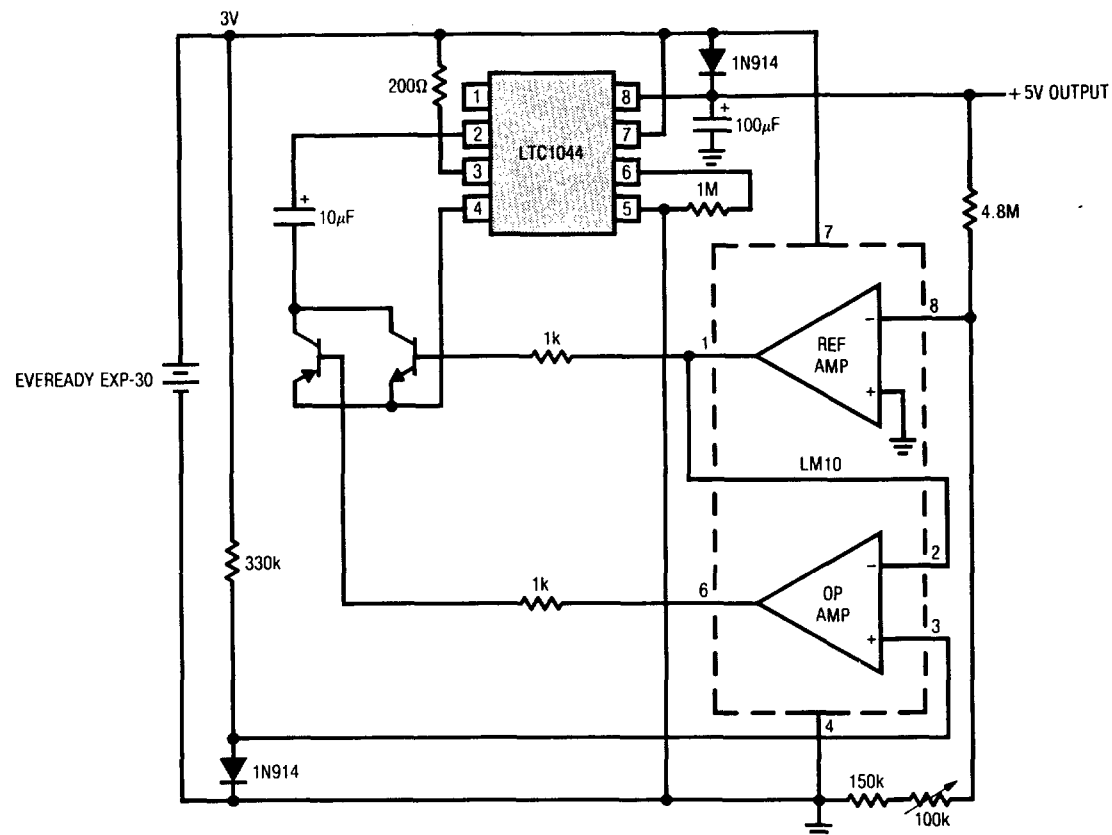 3V
200Ω
1
2
3
4
LTC1044
8
7
6
5
1N914
+
100µF
+5V OUTPUT
1M
4.8M
+
10µF
7
8
−
REF
AMP
+
1
1k
EVEREADY EXP-30
LM10
330k
1k
6
−
2
OP
AMP
+
3
4
1N914
150k
100k